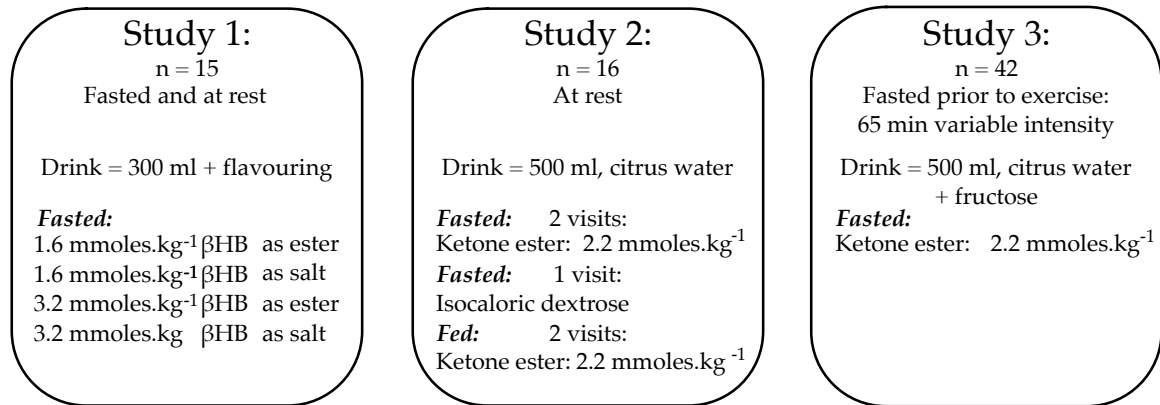 Study 1:
n = 15
Fasted and at rest
Drink = 300 ml + flavouring
Fasted:
1.6 mmoles.kg⁻¹ βHB as ester
1.6 mmoles.kg⁻¹ βHB as salt
3.2 mmoles.kg⁻¹ βHB as ester
3.2 mmoles.kg βHB as salt
Study 2:
n = 16
At rest
Drink = 500 ml, citrus water
Fasted: 2 visits:
Ketone ester: 2.2 mmoles.kg⁻¹
Fasted: 1 visit:
Isocaloric dextrose
Fed: 2 visits:
Ketone ester: 2.2 mmoles.kg ⁻¹
Study 3:
n = 42
Fasted prior to exercise:
65 min variable intensity
Drink = 500 ml, citrus water
+ fructose
Fasted:
Ketone ester: 2.2 mmoles.kg⁻¹